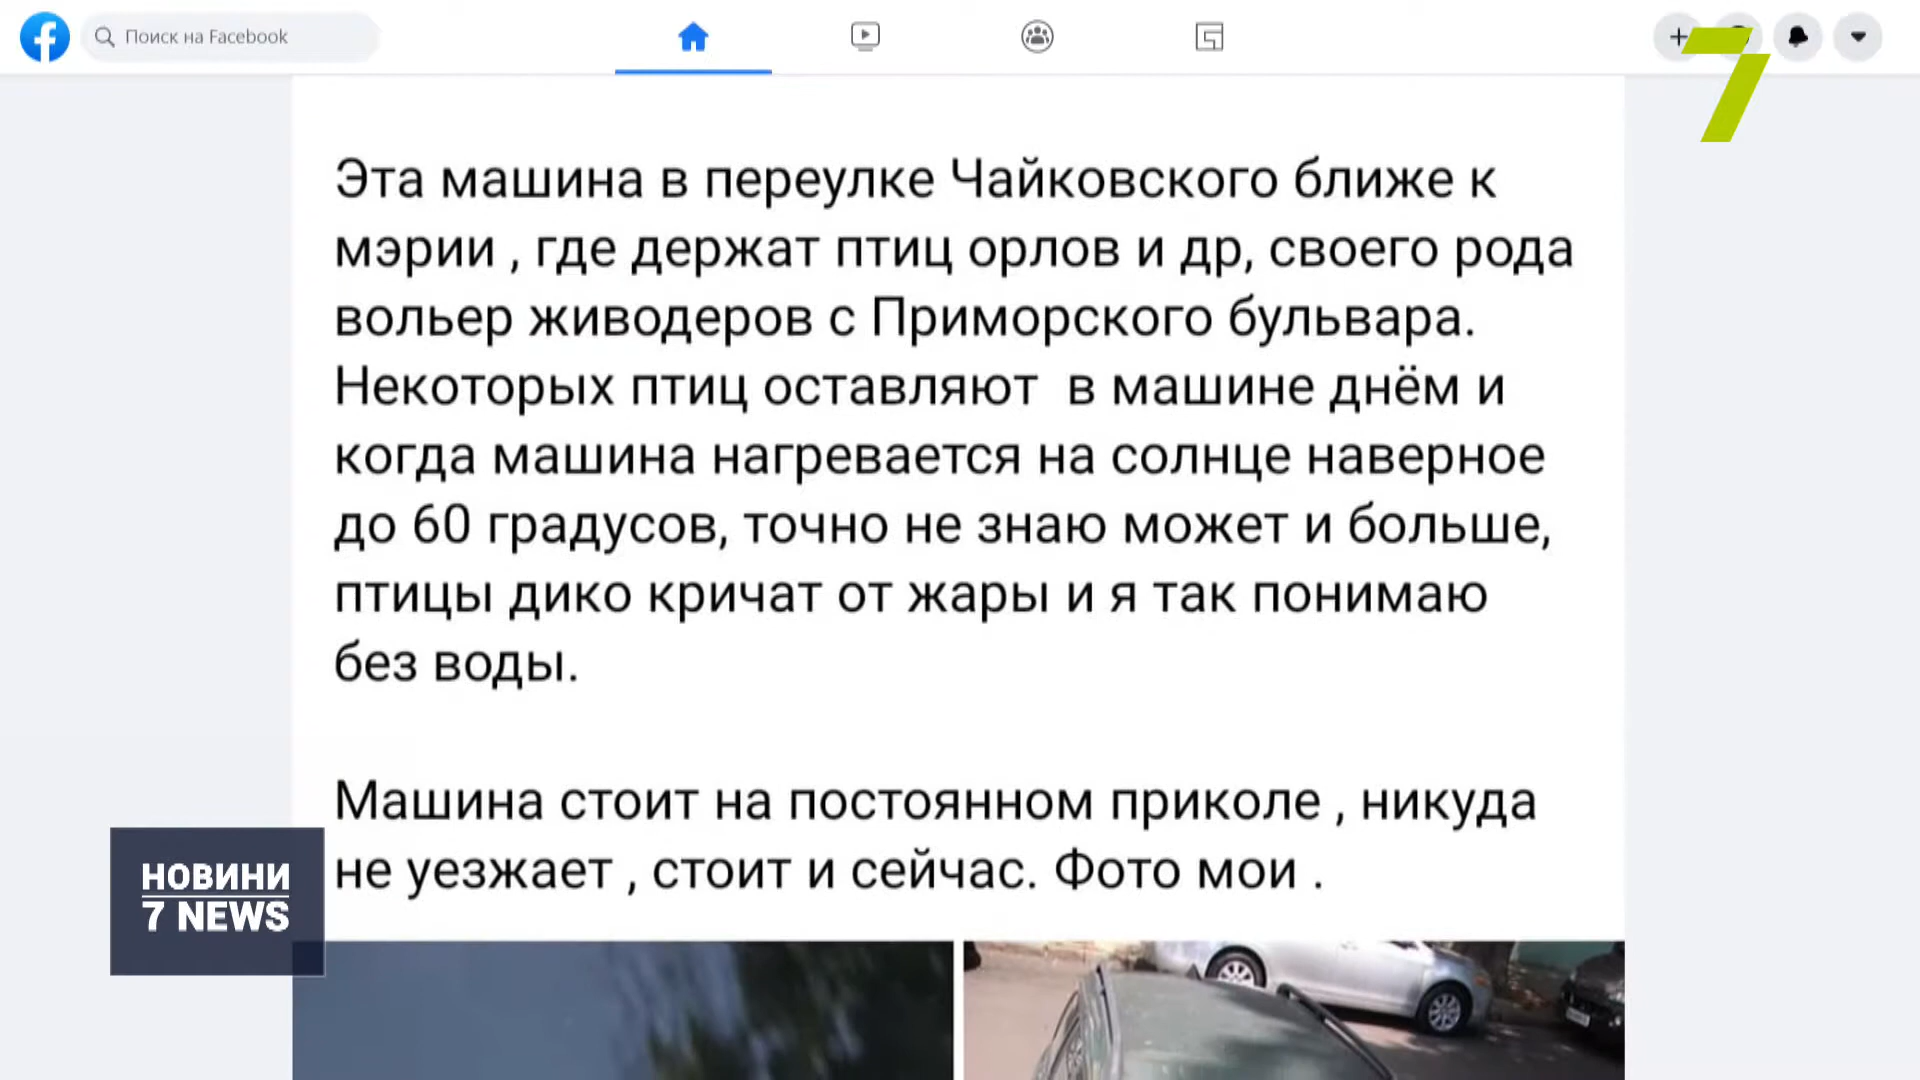 Поиск на Facebook
7
Эта машина в переулке Чайковского ближе к
мэрии , где держат птиц орлов и др, своего рода
вольер живодеров с Приморского бульвара.
Некоторых птиц оставляют в машине днём и
когда машина нагревается на солнце наверное
до 60 градусов, точно не знаю может и больше,
птицы дико кричат от жары и я так понимаю
без воды.
Машина стоит на постоянном приколе , никуда
не уезжает , стоит и сейчас. Фото мои .
НОВИНИ
7 NEWS